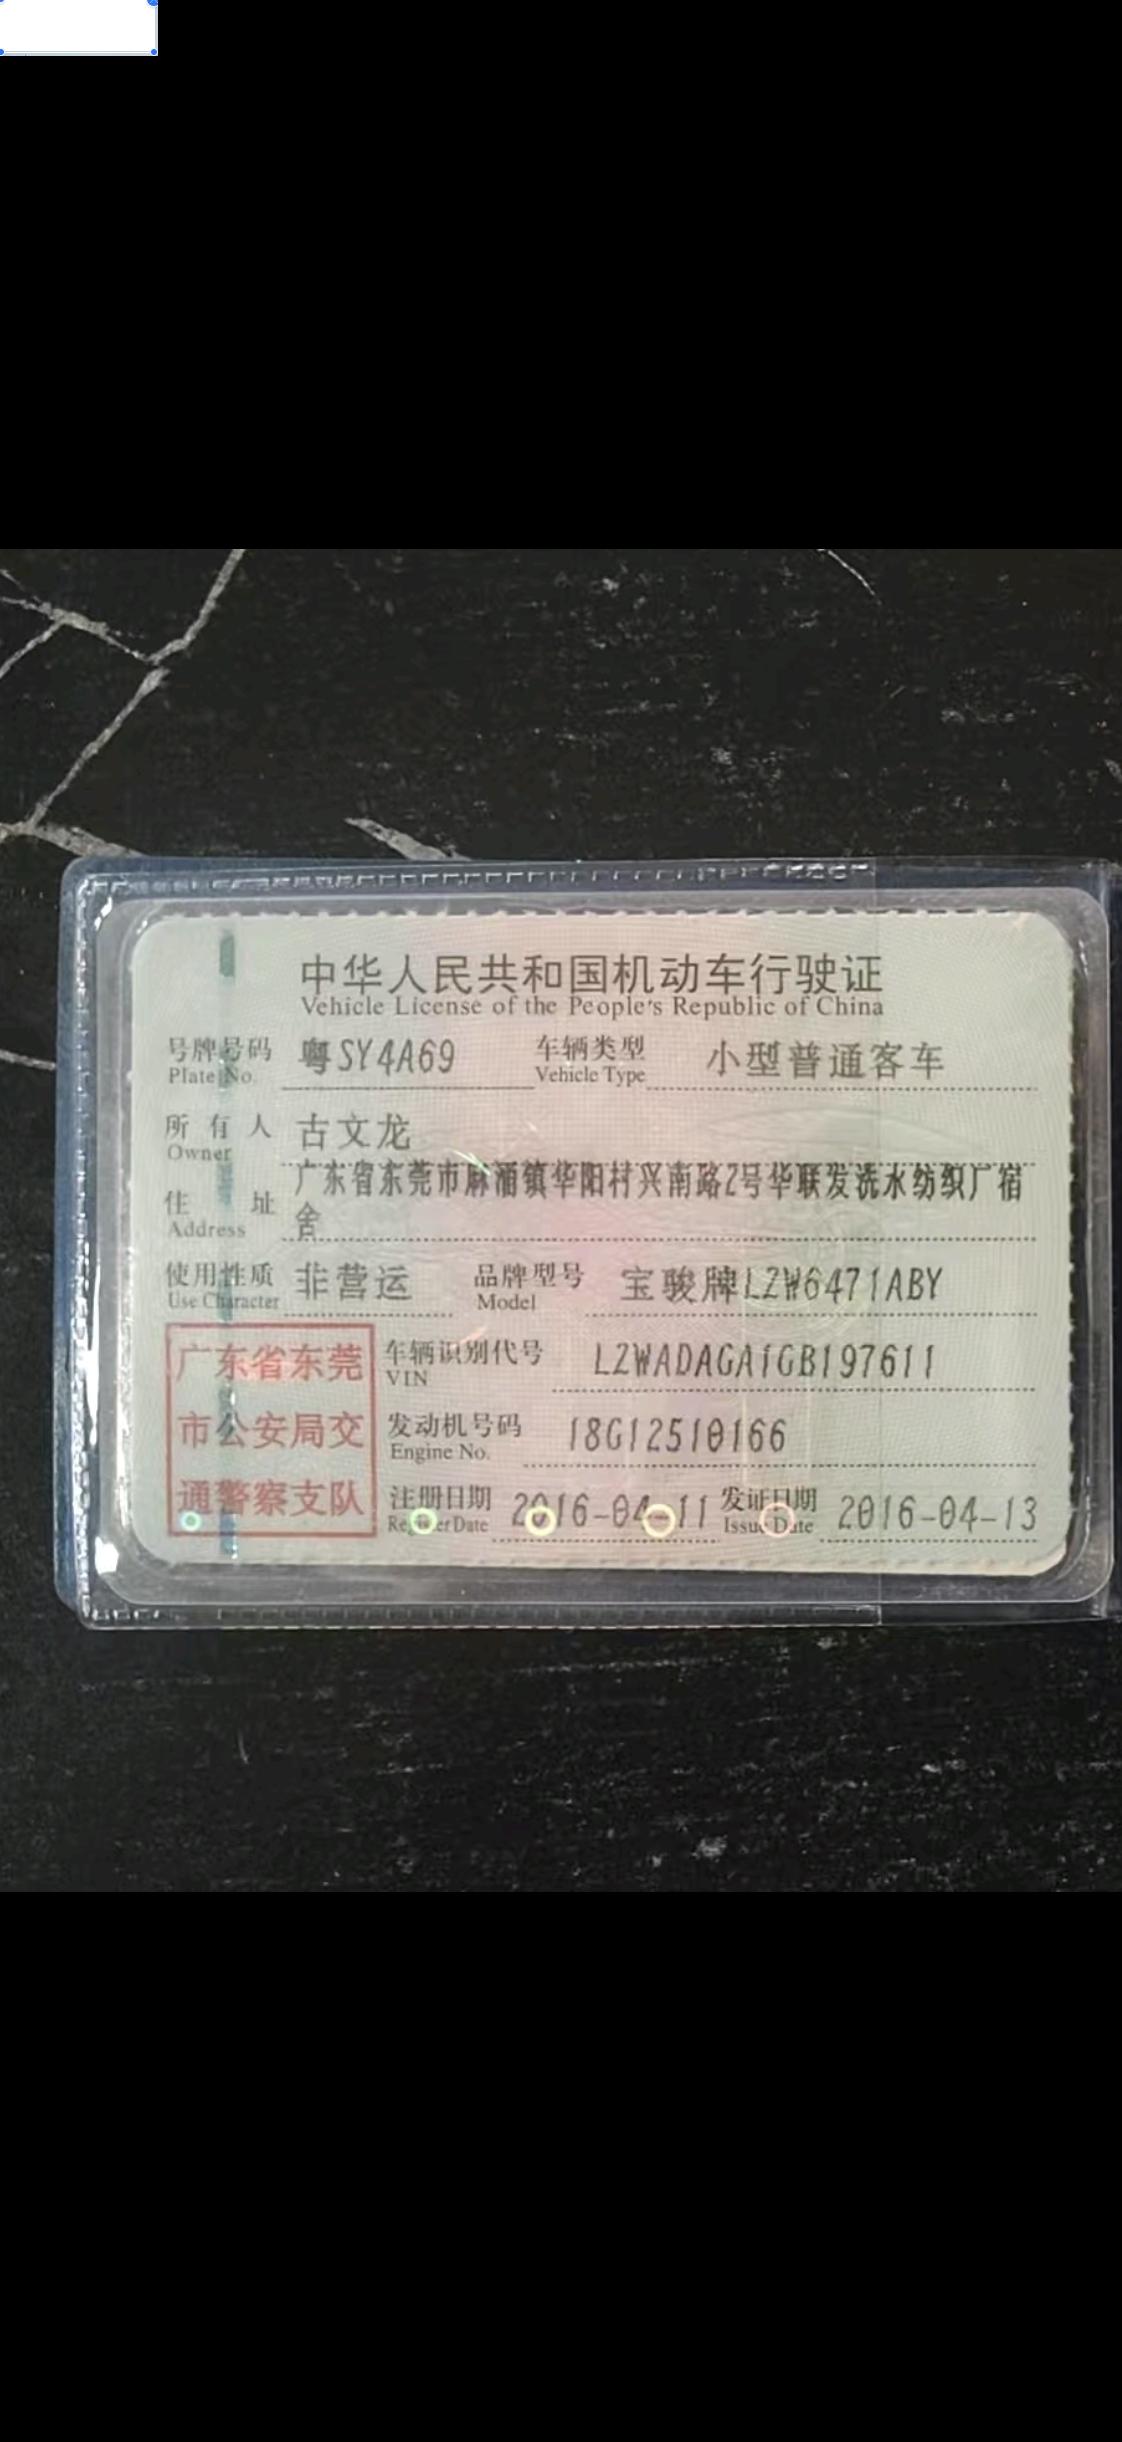 中华人民共和国机动车行驶证
Vehicle License of the People's Republic of China
号牌号码 粤SY4A69 车辆类型 小型普通客车
Plate No. Vehicle Type
所有人 古文龙
Owner
广东省东莞市麻涌镇华阳村兴南路2号华联发洗水纺织厂宿
住址 舍
Address
使用性质 非营运 品牌型号 宝骏牌LZW6471ABY
Use Character Model
广东省东莞 车辆识别代号 LZWADAGA1GB197611
VIN
市公安局交 发动机号码 18G12510166
Engine No.
通警察支队 注册日期 2016-04-11 发证日期 2016-04-13
Register Date Issue Date